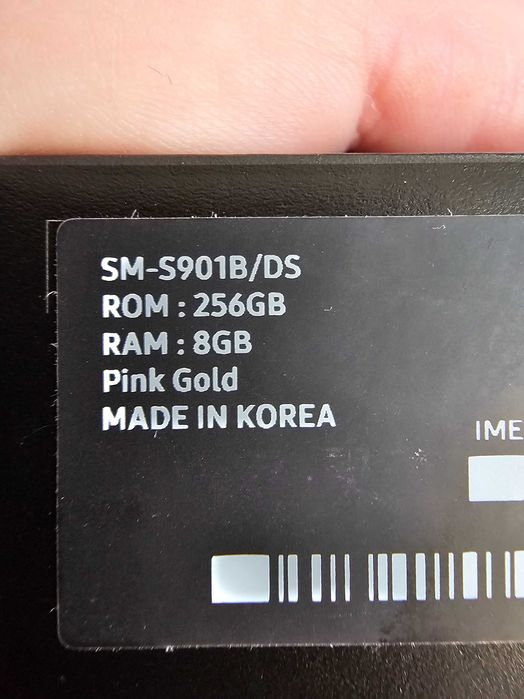 SM-S901B/DS
ROM : 256GB
RAM : 8GB
Pink Gold
MADE IN KOREA
IME